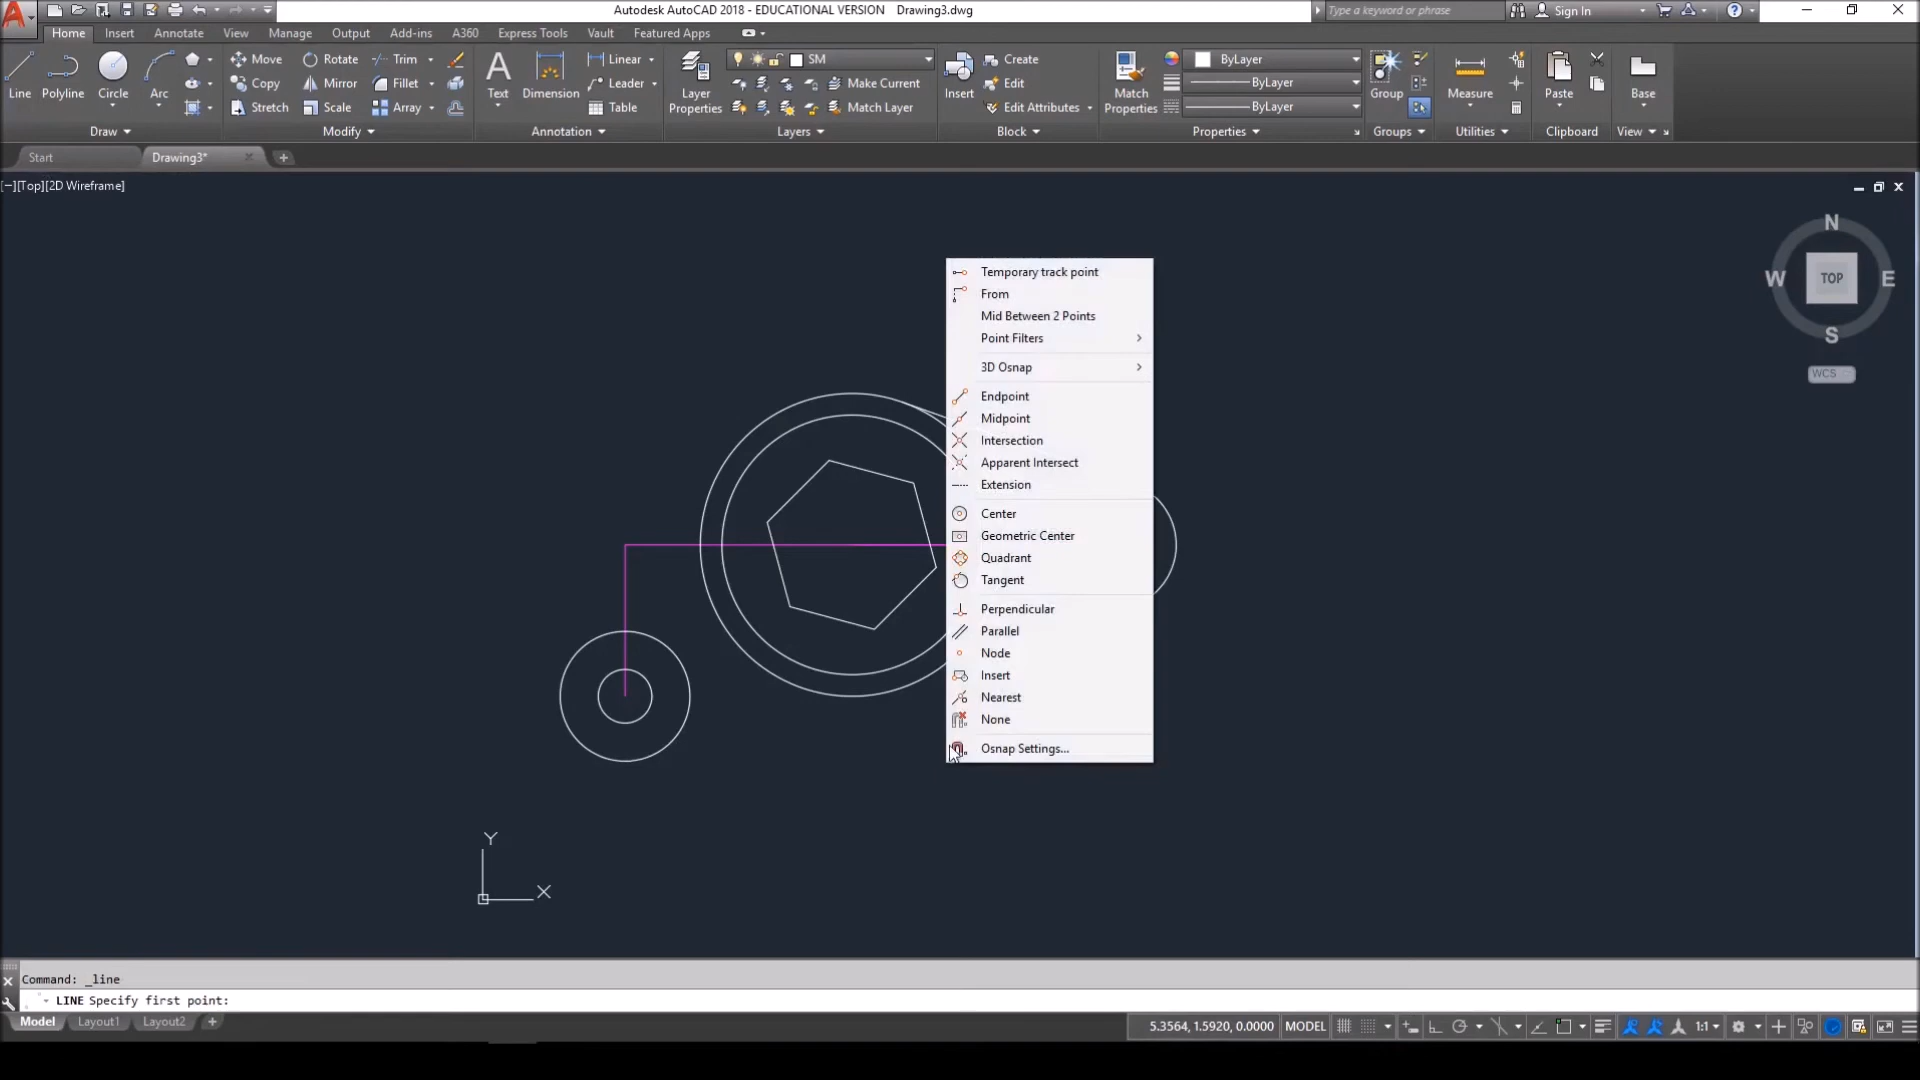 Autodesk AutoCAD 2018 - EDUCATIONAL VERSION Drawing3.dwg
Type a keyword or phrase
Sign In
Home Insert Annotate View Manage Output Add-ins A360 Express Tools Vault Featured Apps
Line Polyline Circle Arc
Move Rotate Trim
Copy Mirror Fillet
Stretch Scale Array
Text Dimension
Linear
Leader
Table
Layer Properties
SM
Make Current
Match Layer
Insert
Create
Edit
Edit Attributes
Match Properties
ByLayer
ByLayer
ByLayer
Group
Measure
Paste
Base
Draw Modify Annotation Layers Block Properties Groups Utilities Clipboard View
Start Drawing3*
[−][Top][2D Wireframe]
N
W TOP E
S
WCS
Temporary track point
From
Mid Between 2 Points
Point Filters
3D Osnap
Endpoint
Midpoint
Intersection
Apparent Intersect
Extension
Center
Geometric Center
Quadrant
Tangent
Perpendicular
Parallel
Node
Insert
Nearest
None
Osnap Settings...
Y
X
Command: _line
LINE Specify first point:
Model Layout1 Layout2 +
5.3564, 1.5920, 0.0000 MODEL 1:1